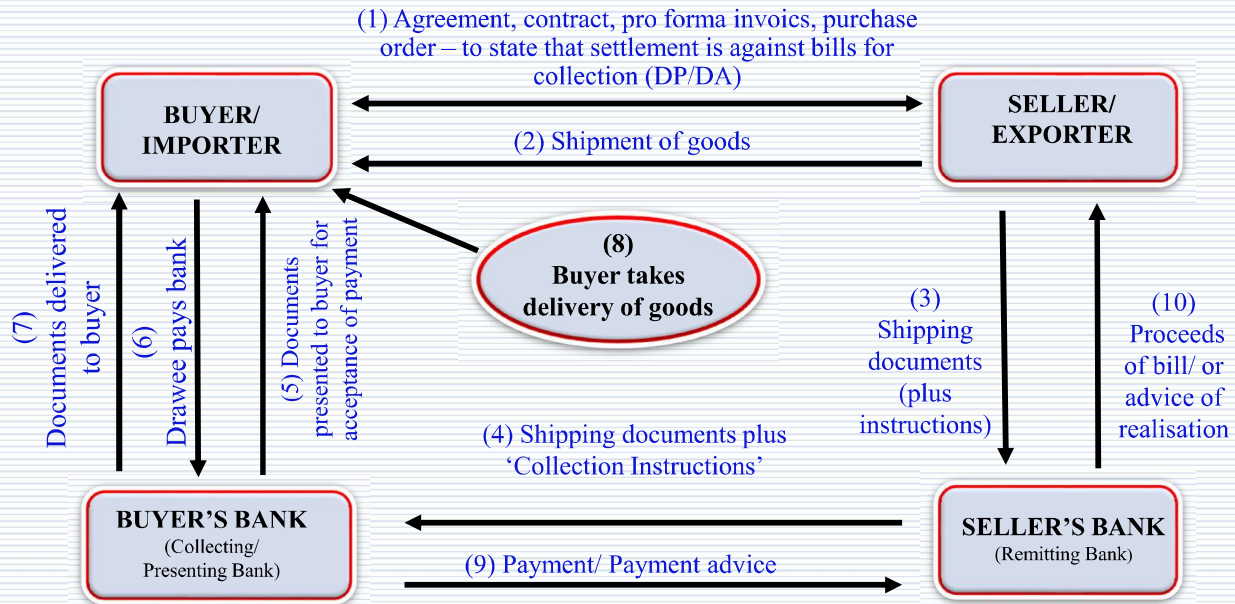 (1) Agreement, contract, pro forma invoics, purchase
order – to state that settlement is against bills for
collection (DP/DA)
BUYER/
IMPORTER
SELLER/
EXPORTER
(2) Shipment of goods
(8)
Buyer takes
delivery of goods
(7)
Documents delivered
to buyer
(6)
Drawee pays bank
(5) Documents
presented to buyer for
acceptance of payment
(3)
Shipping
documents
(plus
instructions)
(10)
Proceeds
of bill/ or
advice of
realisation
(4) Shipping documents plus
‘Collection Instructions’
BUYER’S BANK
(Collecting/
Presenting Bank)
SELLER’S BANK
(Remitting Bank)
(9) Payment/ Payment advice